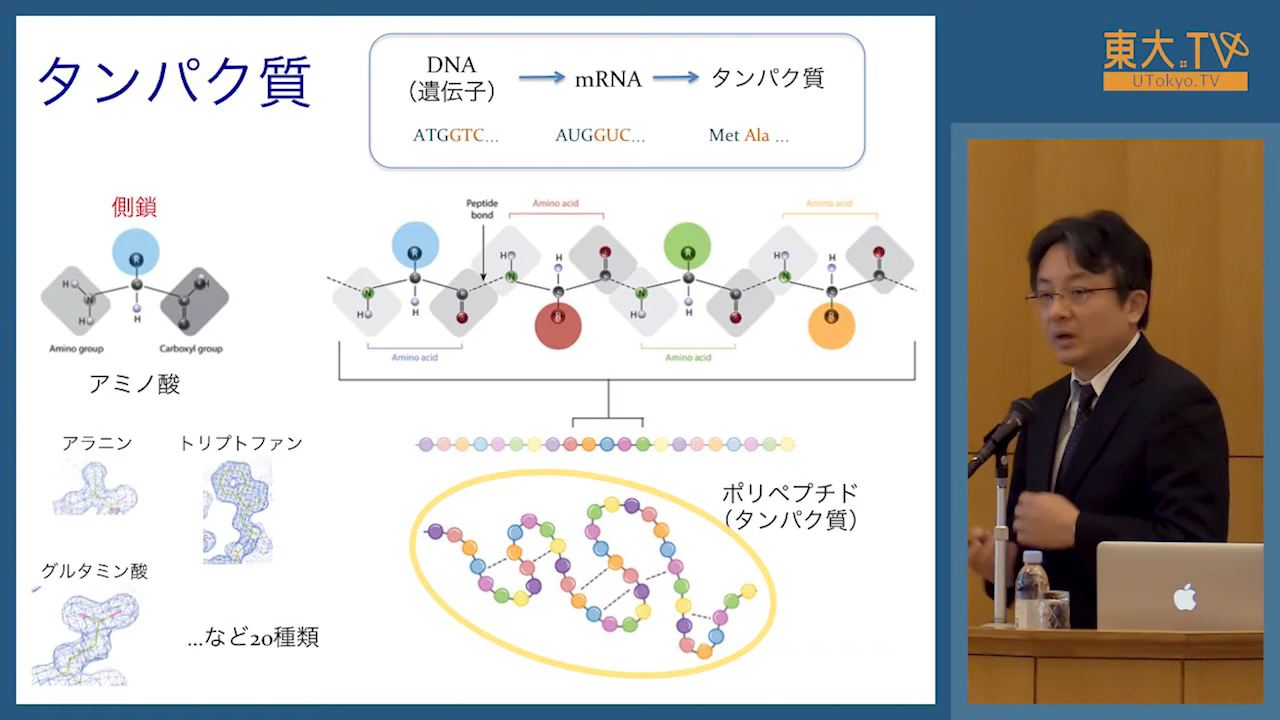 タンパク質
DNA
(遺伝子)
mRNA
タンパク質
ATGGTC...
AUGGUC...
Met Ala ...
東大.TV
UTokyo.TV
側鎖
R
H
N
H
H
H
Amino group
Carboxyl group
アミノ酸
Peptide
bond
Amino acid
Amino acid
R
H
N
H
R
H
N
H
N
H
H
N
H
R
H
R
Amino acid
Amino acid
アラニン
トリプトファン
グルタミン酸
...など20種類
ポリペプチド
(タンパク質)